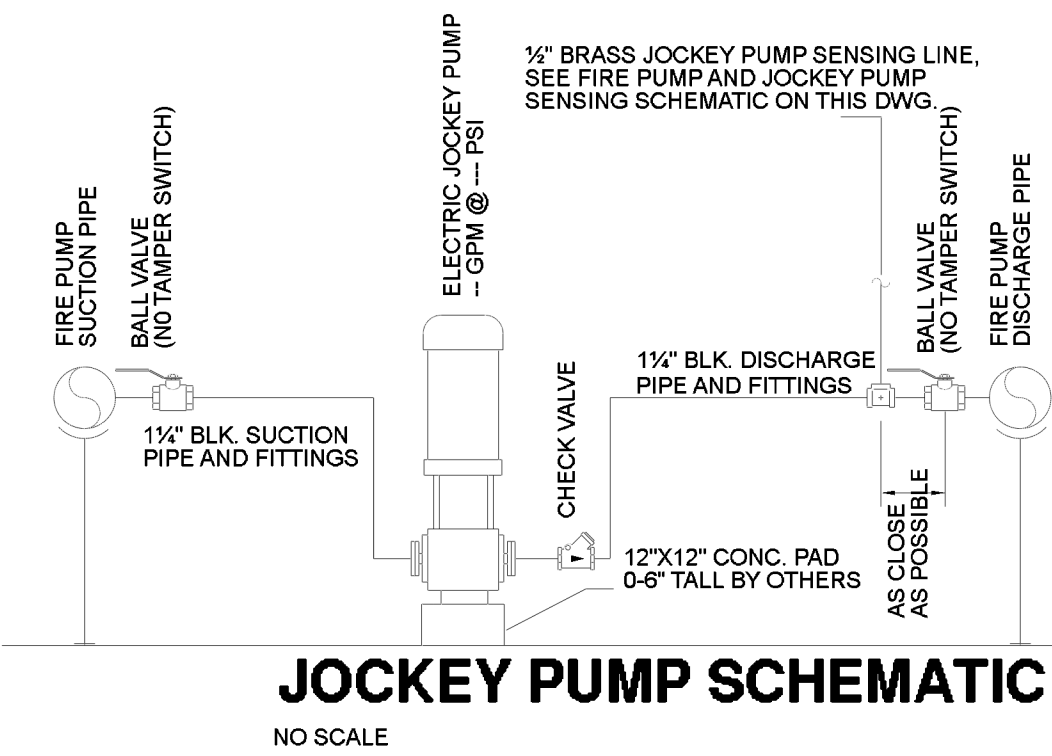 FIRE PUMP
SUCTION PIPE
BALL VALVE
(N0 TAMPER SWITCH)
ELECTRIC JOCKEY PUMP
-- GPM @ --- PSI
½" BRASS JOCKEY PUMP SENSING LINE,
SEE FIRE PUMP AND JOCKEY PUMP
SENSING SCHEMATIC ON THIS DWG.
BALL VALVE
(NO TAMPER SWITCH)
FIRE PUMP
DISCHARGE PIPE
1¼" BLK. SUCTION
PIPE AND FITTINGS
CHECK VALVE
1¼" BLK. DISCHARGE
PIPE AND FITTINGS
12"X12" CONC. PAD
0-6" TALL BY OTHERS
AS CLOSE
AS POSSIBLE
JOCKEY PUMP SCHEMATIC
NO SCALE